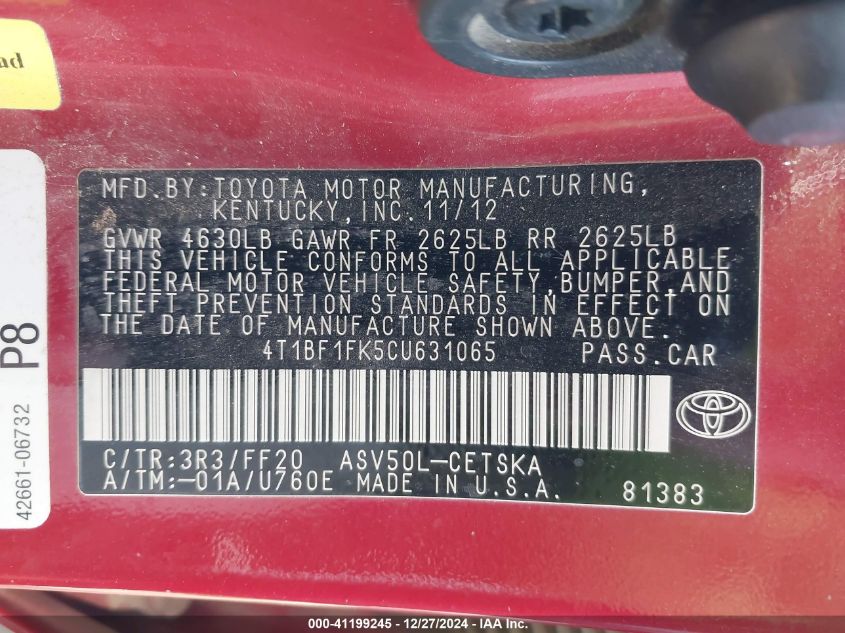 ad
MFD.BY:TOYOTA MOTOR MANUFACTURING,
KENTUCKY,INC.11/12
GVWR 4630LB GAWR FR 2625LB RR 2625LB
THIS VEHICLE CONFORMS TO ALL APPLICABLE
FEDERAL MOTOR VEHICLE SAFETY,BUMPER,AND
THEFT PREVENTION STANDARDS IN EFFECT ON
THE DATE OF MANUFACTURE SHOWN ABOVE.
4T1BF1FK5CU631065 PASS.CAR
C/TR:3R3/FF20 ASV50L-CETSKA
A/TM:-01A/U760E MADE IN U.S.A. 81383
P8
42661-06732
000-41199245 - 12/27/2024 - IAA Inc.